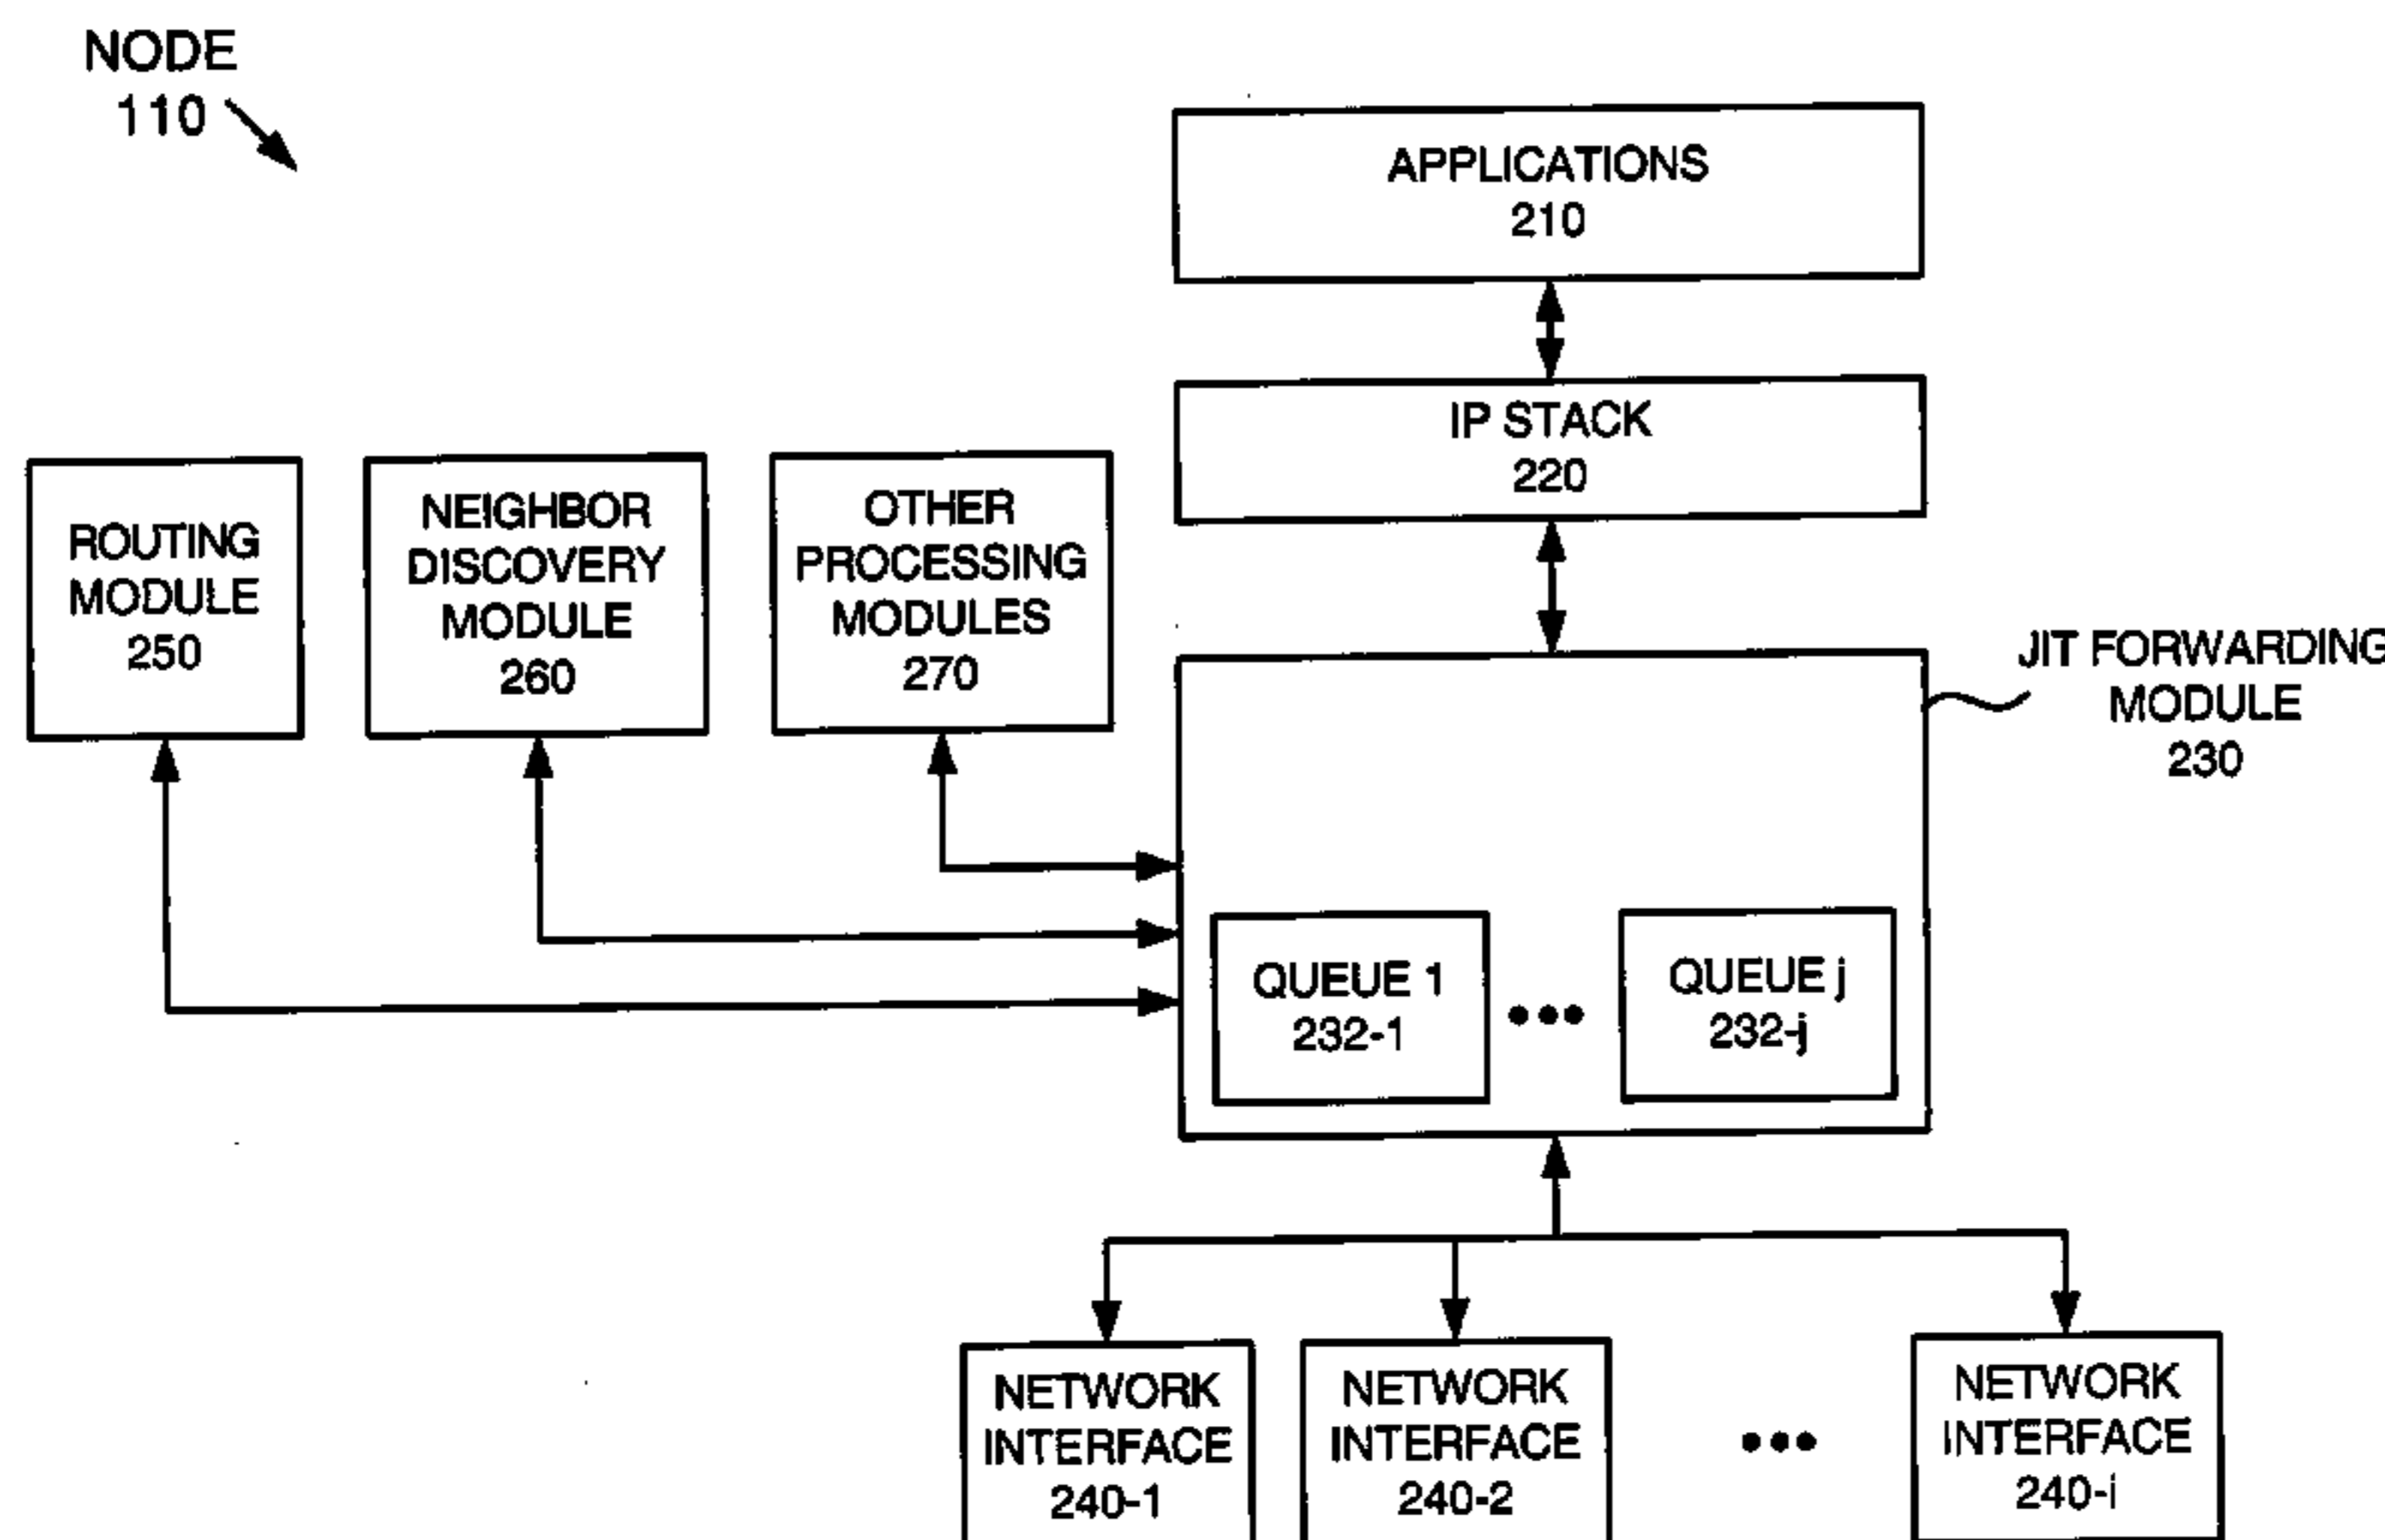 NODE
110
APPLICATIONS
210
IP STACK
220
ROUTING
MODULE
250
NEIGHBOR
DISCOVERY
MODULE
260
OTHER
PROCESSING
MODULES
270
JIT FORWARDING
MODULE
230
QUEUE 1
232-1
QUEUE j
232-j
NETWORK
INTERFACE
240-1
NETWORK
INTERFACE
240-2
NETWORK
INTERFACE
240-i